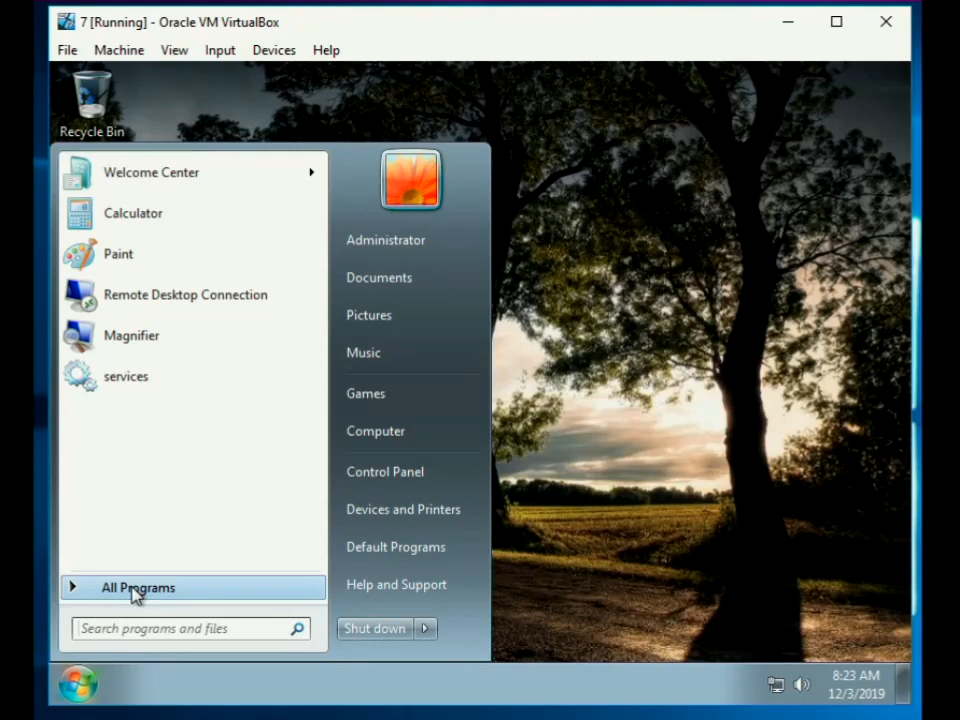 7 [Running] - Oracle VM VirtualBox
File Machine View Input Devices Help
Recycle Bin
Welcome Center
Calculator
Paint
Remote Desktop Connection
Magnifier
services
All Programs
Search programs and files
Administrator
Documents
Pictures
Music
Games
Computer
Control Panel
Devices and Printers
Default Programs
Help and Support
Shut down
8:23 AM
12/3/2019